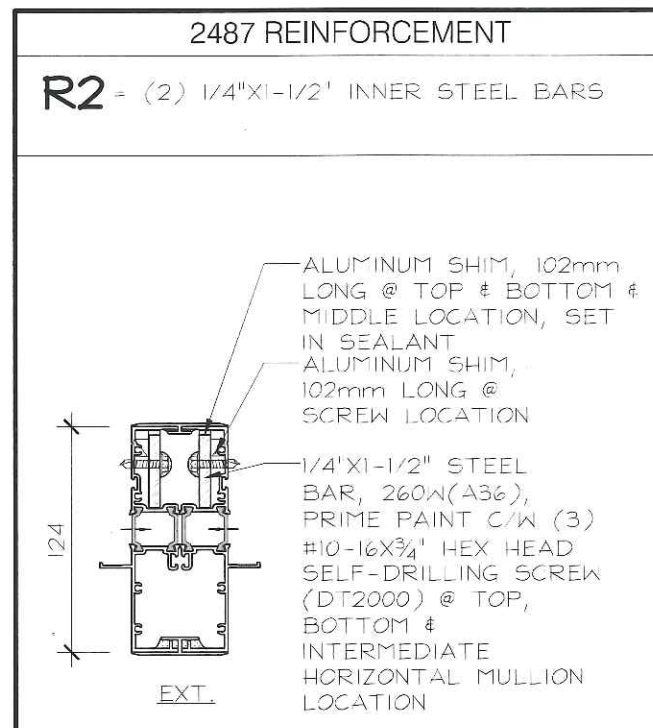 2487 REINFORCEMENT
R2 = (2) 1/4"X1-1/2' INNER STEEL BARS
ALUMINUM SHIM, 102mm
LONG @ TOP & BOTTOM &
MIDDLE LOCATION, SET
IN SEALANT
ALUMINUM SHIM,
102mm LONG @
SCREW LOCATION
1/4'X1-1/2" STEEL
BAR, 260W(A36),
PRIME PAINT C/W (3)
#10-16X3/4" HEX HEAD
SELF-DRILLING SCREW
(DT2000) @ TOP,
BOTTOM &
INTERMEDIATE
HORIZONTAL MULLION
LOCATION
124
EXT.